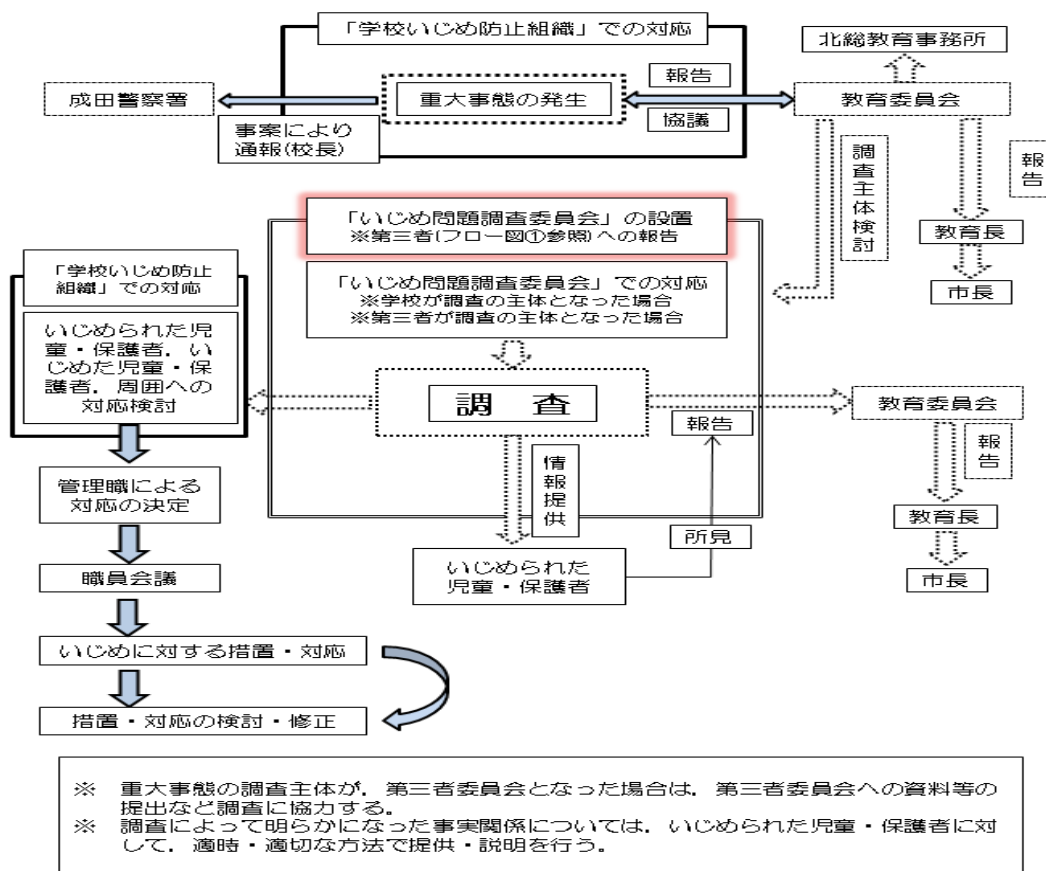 「学校いじめ防止組織」での対応
北総教育事務所
報告
成田警察署
重大事態の発生
教育委員会
協議
事案により
通報(校長)
調査主体検討
報告
教育長
市長
「いじめ問題調査委員会」の設置
※第三者(フロー図①参照)への報告
「いじめ問題調査委員会」での対応
※学校が調査の主体となった場合
※第三者が調査の主体となった場合
「学校いじめ防止
組織」での対応
いじめられた児
童・保護者，い
じめた児童・保
護者，周囲への
対応検討
調　査
教育委員会
報告
報告
情報提供
管理職による
対応の決定
教育長
所見
いじめられた
児童・保護者
市長
職員会議
いじめに対する措置・対応
措置・対応の検討・修正
※　重大事態の調査主体が，第三者委員会となった場合は，第三者委員会への資料等の
提出など調査に協力する。
※　調査によって明らかになった事実関係については，いじめられた児童・保護者に対
して，適時・適切な方法で提供・説明を行う。